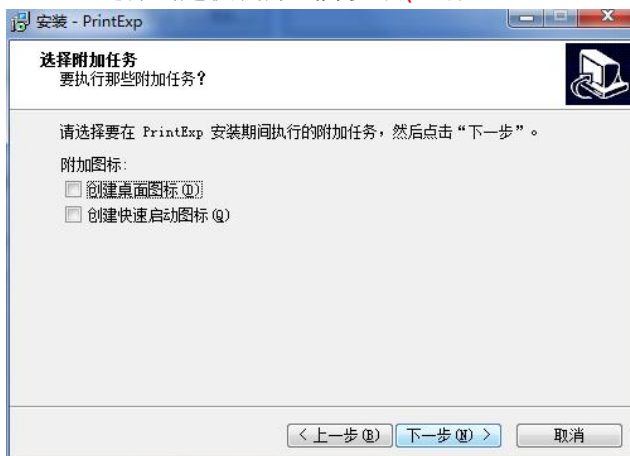 安装 - PrintExp
选择附加任务
要执行那些附加任务?
请选择要在 PrintExp 安装期间执行的附加任务，然后点击“下一步”。
附加图标:
创建桌面图标(D)
创建快速启动图标(Q)
< 上一步(B)
下一步(N) >
取消